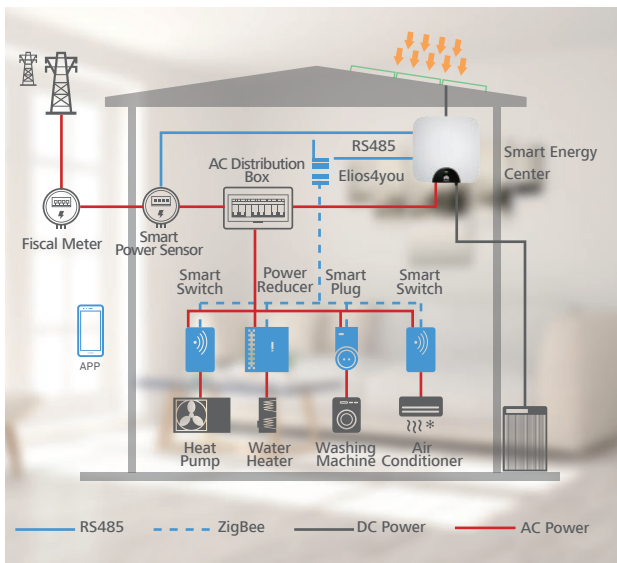 RS485
Smart Energy
Center
AC Distribution
Box
Elios4you
Fiscal Meter
Smart
Power Sensor
Smart
Switch
Power
Reducer
Smart
Plug
Smart
Switch
APP
Heat
Pump
Water
Heater
Washing
Machine
Air
Conditioner
RS485
ZigBee
DC Power
AC Power